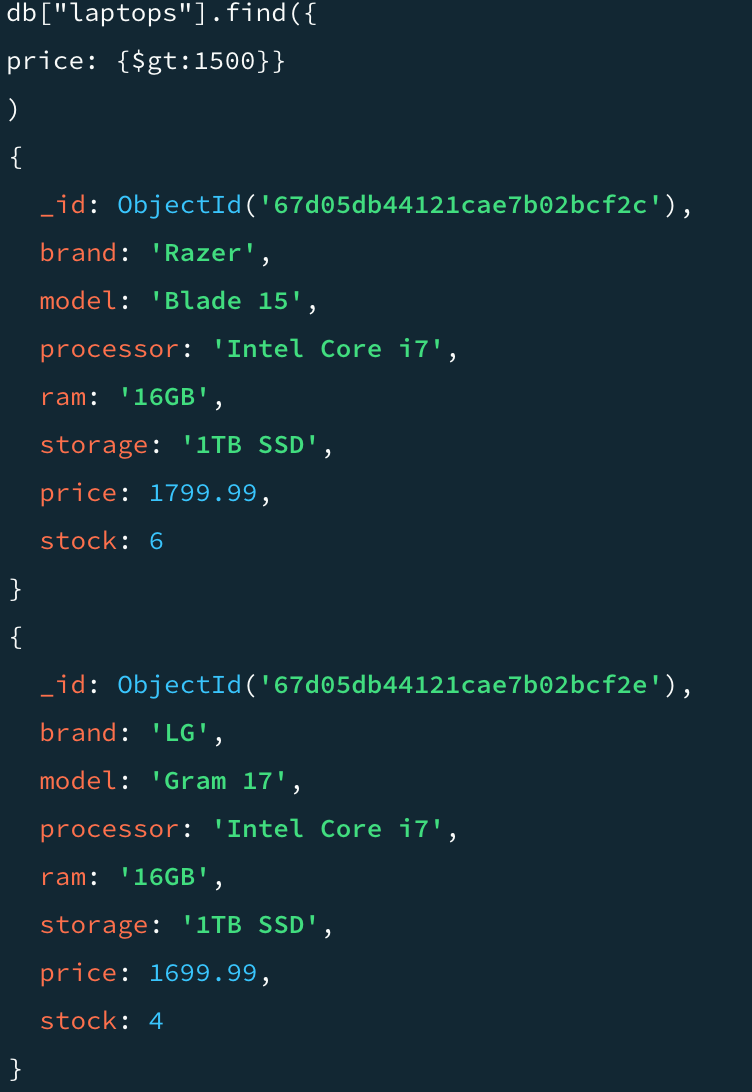 db["laptops"].find({
price: {$gt:1500}}
)
{
  _id: ObjectId('67d05db44121cae7b02bcf2c'),
  brand: 'Razer',
  model: 'Blade 15',
  processor: 'Intel Core i7',
  ram: '16GB',
  storage: '1TB SSD',
  price: 1799.99,
  stock: 6
}
{
  _id: ObjectId('67d05db44121cae7b02bcf2e'),
  brand: 'LG',
  model: 'Gram 17',
  processor: 'Intel Core i7',
  ram: '16GB',
  storage: '1TB SSD',
  price: 1699.99,
  stock: 4
}